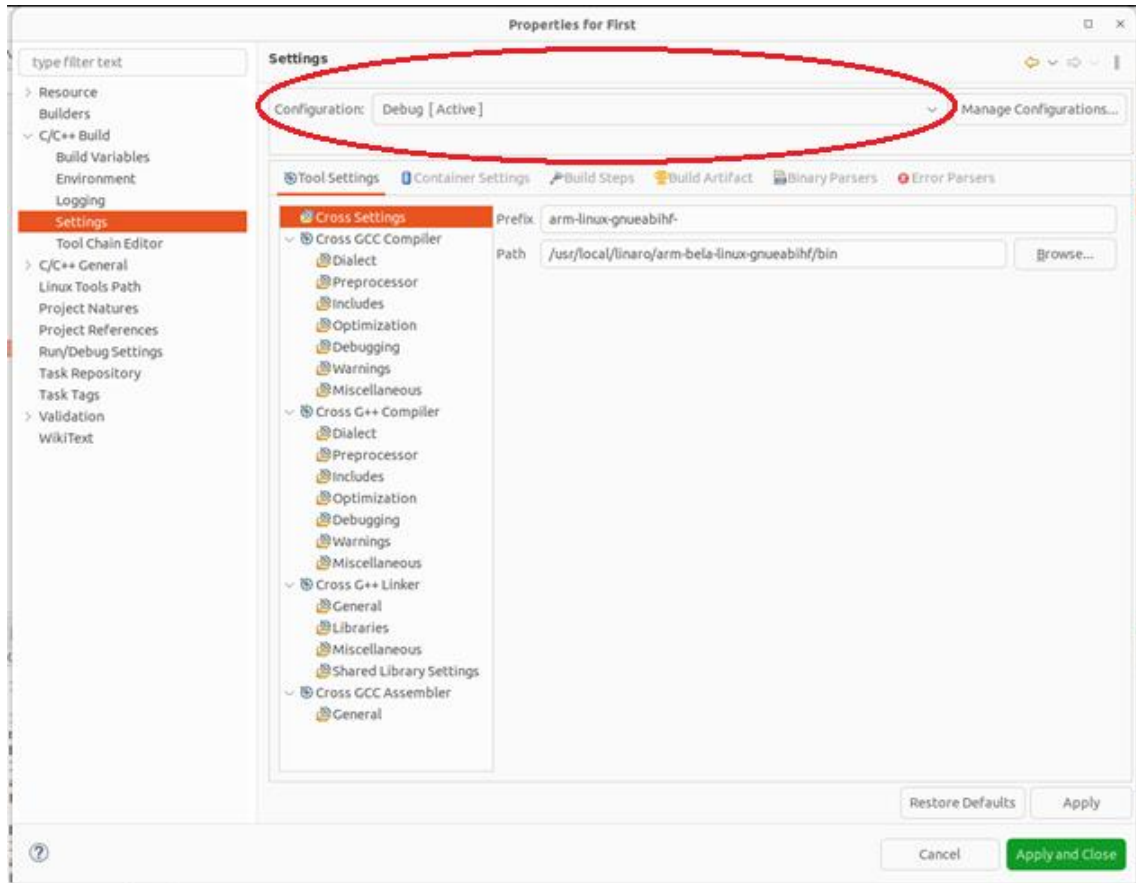 Properties for First
type filter text
Resource
Builders
C/C++ Build
Build Variables
Environment
Logging
Settings
Tool Chain Editor
C/C++ General
Linux Tools Path
Project Natures
Project References
Run/Debug Settings
Task Repository
Task Tags
Validation
WikiText
Settings
Configuration: Debug [ Active ] Manage Configurations...
Tool Settings Container Settings Build Steps Build Artifact Binary Parsers Error Parsers
Cross Settings
Cross GCC Compiler
Dialect
Preprocessor
Includes
Optimization
Debugging
Warnings
Miscellaneous
Cross G++ Compiler
Dialect
Preprocessor
Includes
Optimization
Debugging
Warnings
Miscellaneous
Cross G++ Linker
General
Libraries
Miscellaneous
Shared Library Settings
Cross GCC Assembler
General
Prefix arm-linux-gnueabihf-
Path /usr/local/linaro/arm-bela-linux-gnueabihf/bin Browse...
Restore Defaults Apply
Cancel Apply and Close